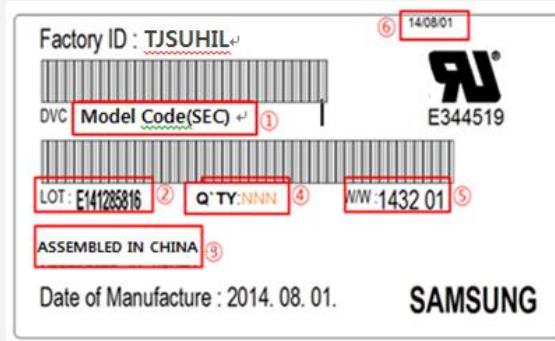 ⑥ 14/08/01
Factory ID : TJSUHIL↵
DVC Model Code(SEC) ↵ ①
E344519
LOT : E141285816 ② Q`TY:NNN ④ W/W :1432 01 ⑤
ASSEMBLED IN CHINA ③
Date of Manufacture : 2014. 08. 01.
SAMSUNG